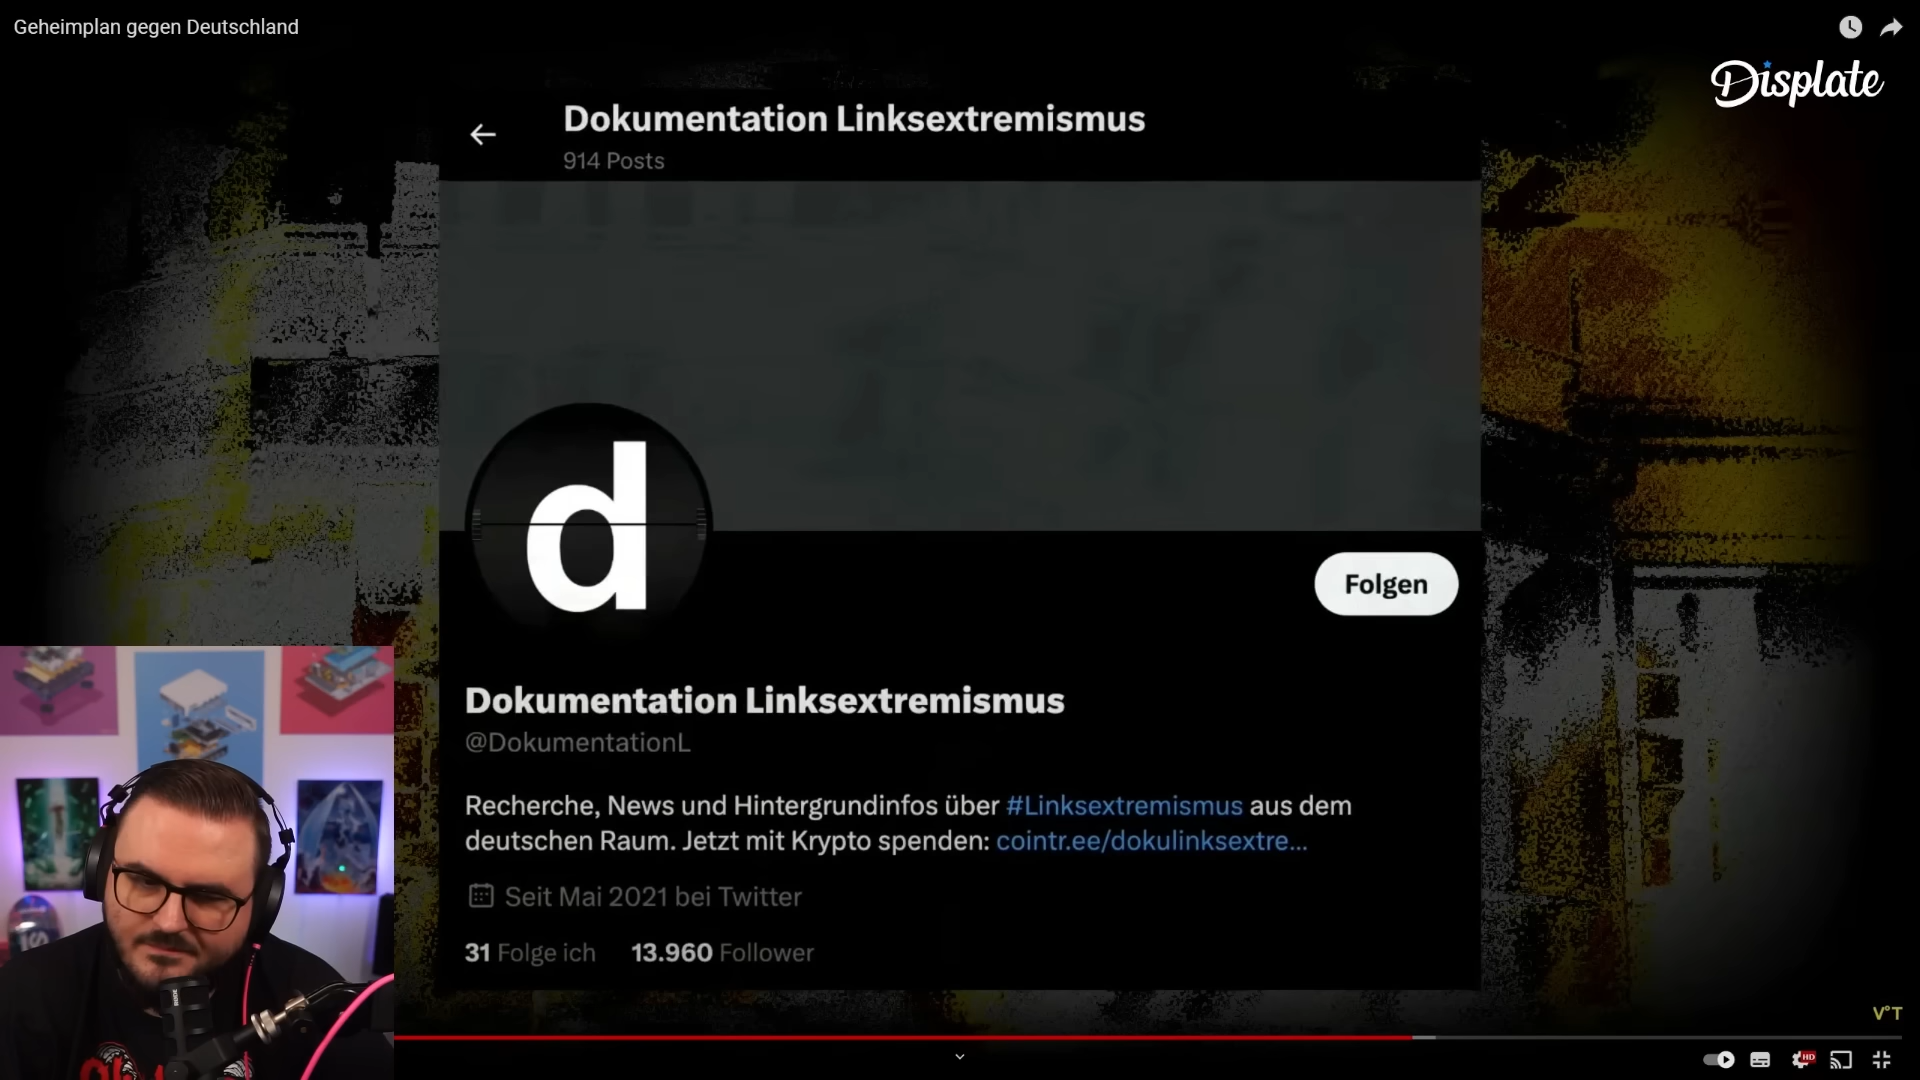 Geheimplan gegen Deutschland
Displate
Dokumentation Linksextremismus
914 Posts
d
Folgen
Dokumentation Linksextremismus
@DokumentationL
Recherche, News und Hintergrundinfos über #Linksextremismus aus dem
deutschen Raum. Jetzt mit Krypto spenden: cointr.ee/dokulinksextre...
Seit Mai 2021 bei Twitter
31 Folge ich 13.960 Follower
V°T
HD